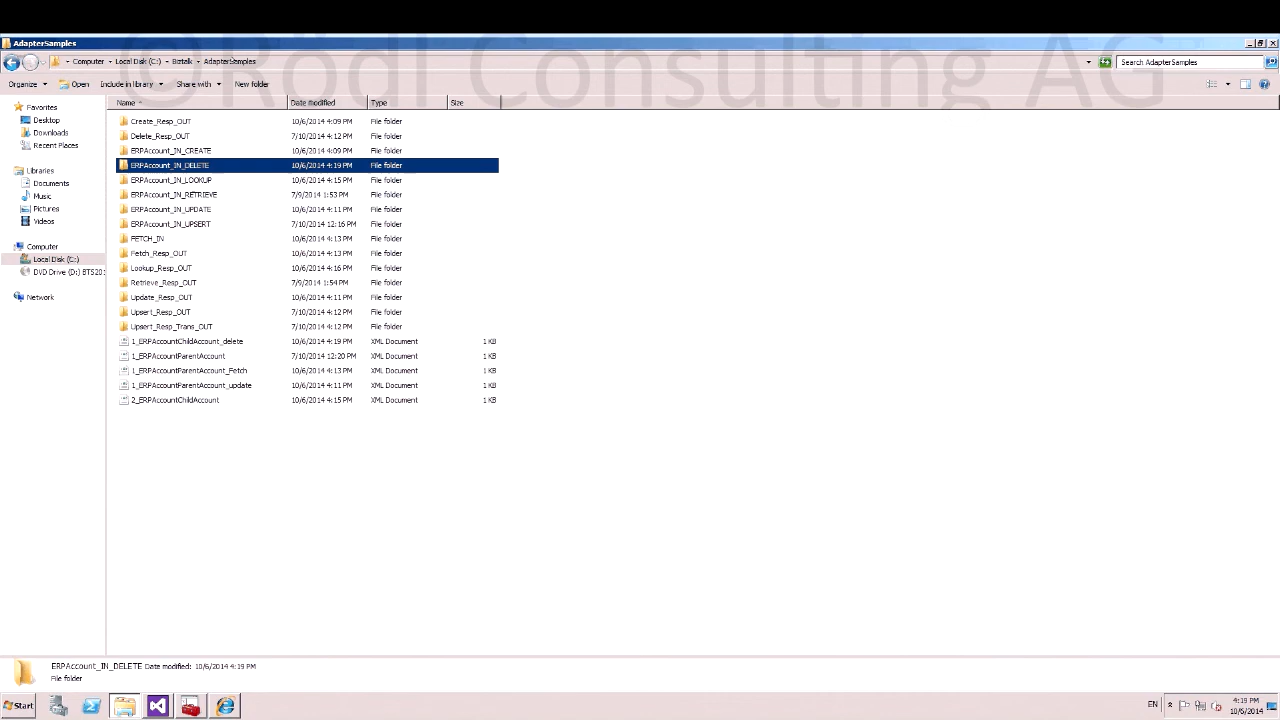 ©Rödl Consulting AG
AdapterSamples
Computer Local Disk (C:) Biztalk AdapterSamples
Search AdapterSamples
Organize Open Include in library Share with New folder
Favorites
Desktop
Downloads
Recent Places
Libraries
Documents
Music
Pictures
Videos
Computer
Local Disk (C:)
DVD Drive (D:) BTS20
Network
Name Date modified Type Size
Create_Resp_OUT 10/6/2014 4:09 PM File folder
Delete_Resp_OUT 7/10/2014 4:12 PM File folder
ERPAccount_IN_CREATE 10/6/2014 4:09 PM File folder
ERPAccount_IN_DELETE 10/6/2014 4:19 PM File folder
ERPAccount_IN_LOOKUP 10/6/2014 4:15 PM File folder
ERPAccount_IN_RETRIEVE 7/9/2014 1:53 PM File folder
ERPAccount_IN_UPDATE 10/6/2014 4:11 PM File folder
ERPAccount_IN_UPSERT 7/10/2014 12:16 PM File folder
FETCH_IN 10/6/2014 4:13 PM File folder
Fetch_Resp_OUT 10/6/2014 4:13 PM File folder
Lookup_Resp_OUT 10/6/2014 4:16 PM File folder
Retrieve_Resp_OUT 7/9/2014 1:54 PM File folder
Update_Resp_OUT 10/6/2014 4:11 PM File folder
Upsert_Resp_OUT 7/10/2014 4:12 PM File folder
Upsert_Resp_Trans_OUT 7/10/2014 4:12 PM File folder
1_ERPAccountChildAccount_delete 10/6/2014 4:19 PM XML Document 1 KB
1_ERPAccountParentAccount 7/10/2014 12:20 PM XML Document 1 KB
1_ERPAccountParentAccount_Fetch 10/6/2014 4:13 PM XML Document 1 KB
1_ERPAccountParentAccount_update 10/6/2014 4:11 PM XML Document 1 KB
2_ERPAccountChildAccount 10/6/2014 4:15 PM XML Document 1 KB
ERPAccount_IN_DELETE Date modified: 10/6/2014 4:19 PM
File folder
Start
EN
4:19 PM
10/6/2014